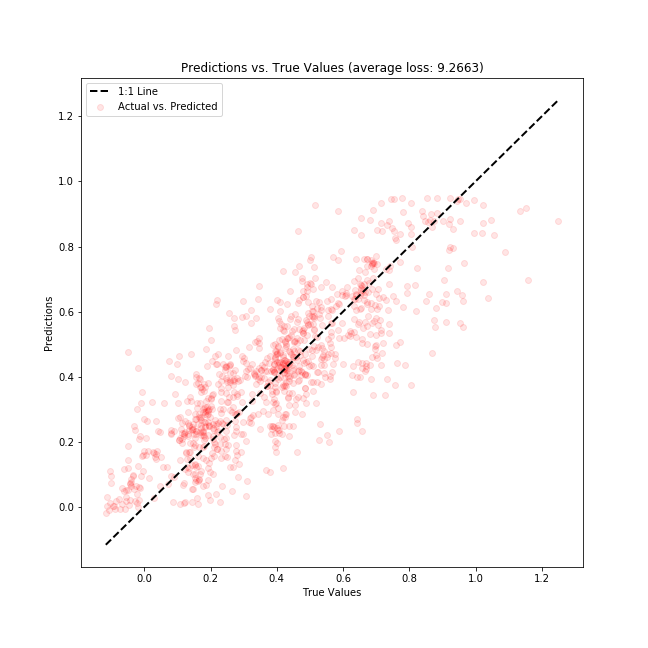 Predictions vs. True Values (average loss: 9.2663)
1:1 Line
Actual vs. Predicted
1.2
1.0
0.8
0.6
0.4
0.2
0.0
Predictions
0.0 0.2 0.4 0.6 0.8 1.0 1.2
True Values